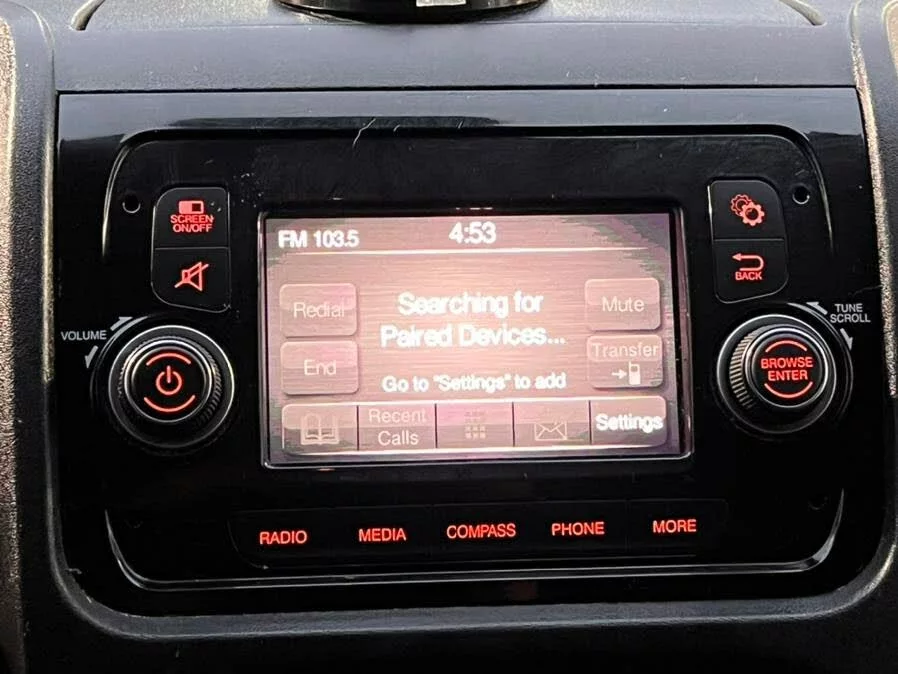 SCREEN
ON/OFF
VOLUME
FM 103.5
4:53
Redial
Searching for
Paired Devices...
Mute
End
Transfer
Go to "Settings" to add
Recent
Calls
Settings
BACK
TUNE
SCROLL
BROWSE
ENTER
RADIO
MEDIA
COMPASS
PHONE
MORE